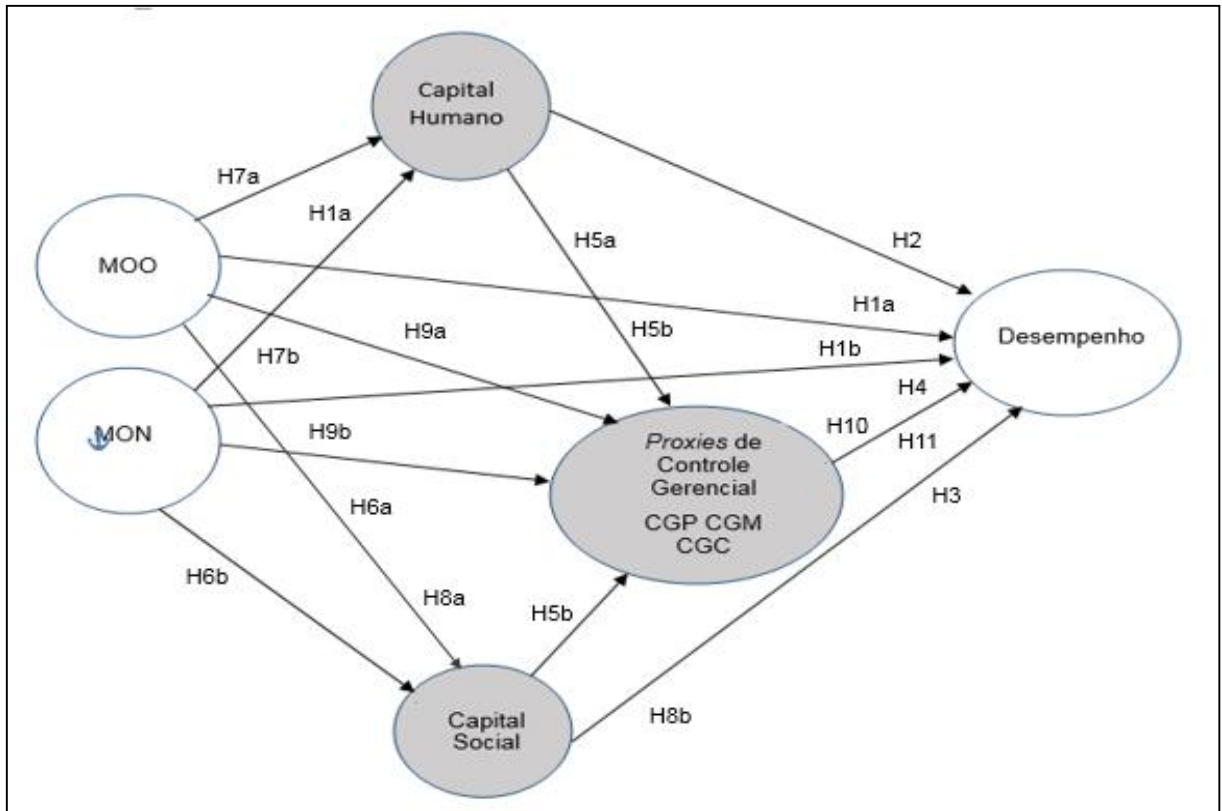 Capital
Humano
H7a
H1a
H5a
H2
MOO
H1a
Desempenho
H9a
H5b
H7b
H1b
H4
MON
H9b
H10
H11
Proxies de
Controle
Gerencial
CGP CGM
CGC
H3
H6a
H6b
H8a
H5b
Capital
Social
H8b